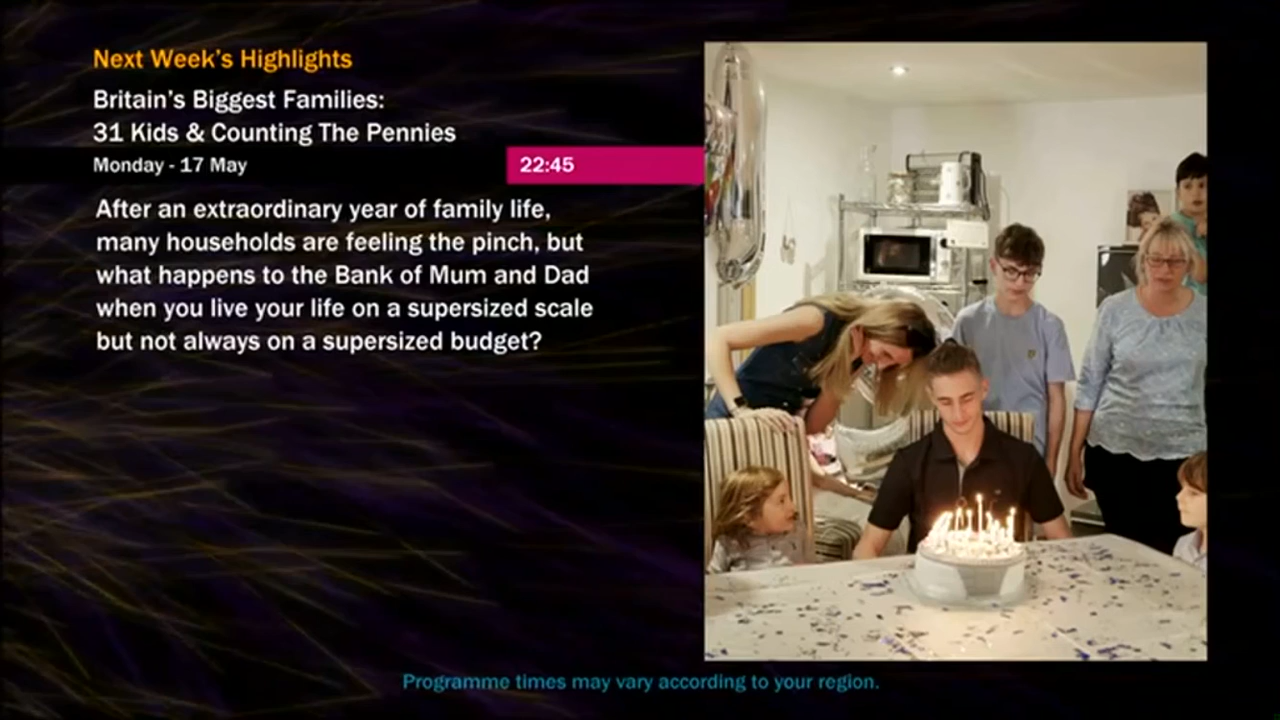 Next Week's Highlights
Britain's Biggest Families:
31 Kids & Counting The Pennies
Monday - 17 May
22:45
After an extraordinary year of family life,
many households are feeling the pinch, but
what happens to the Bank of Mum and Dad
when you live your life on a supersized scale
but not always on a supersized budget?
Programme times may vary according to your region.